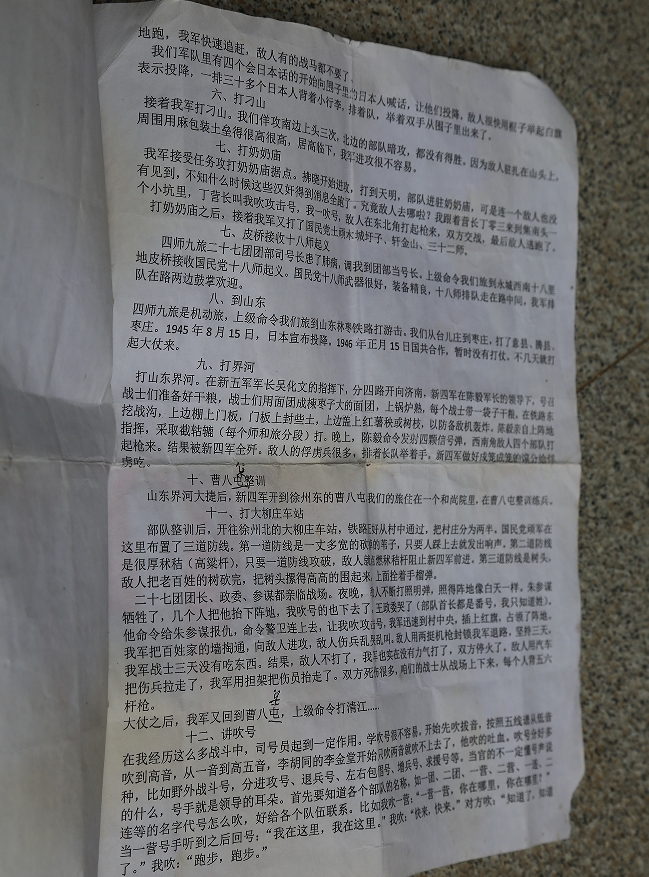 地跑，我军快速追赶，敌人有的战马都不要了。
我们军队里有四个会日本话的开始向围子里的日本人喊话，让他们投降，敌人很快用棍子举起白旗
表示投降，一排三十多个日本人背着小行李，排着队，举着双手从围子里出来了。
六、打刁山
接着我军打刁山。我们佯攻南边上头三次，北边的部队暗攻，都没有得胜。因为敌人驻扎在山头上，
周围用麻包装土垒得很高很高，居高临下，我军进攻很不容易。
七、打奶奶庙
我军接受任务攻打奶奶庙据点。拂晓开始进攻，打到天明，部队进驻奶奶庙，可是连一个敌人也没
有见到，不知什么时候这些汉奸得到消息全跑了。究竟敌人去哪啦？我跟着营长丁零三来到集南头一
个小坑里，丁营长叫我吹攻击号，我一吹号，敌人在东北角打起枪来，双方交战，最后敌人逃跑了。
打奶奶庙之后，接着我军又打了国民党土顽木城圩子、轩金山、三十二师。
七、皮桥接收十八师起义
四师九旅二十七团团部司号长患了肺病，调我到团部当号长，上级命令我们旅到永城西南十八里
地皮桥接收国民党十八师起义。国民党十八师武器很好，装备精良，十八师排队走在路中间，我军排
队在路两边鼓掌欢迎。
八、到山东
四师九旅是机动旅，上级命令我们旅到山东林枣铁路打游击。我们从台儿庄到枣庄，打了意县、腾县、
枣庄。1945年8月15日，日本宣布投降，1946年正月15日国共合作，暂时没有打仗。不几天就打
起大仗来。
九、打界河
打山东界河。在新五军军长吴化文的指挥下，分四路开向济南，新四军在陈毅军长的领导下，号召
战士们准备好干粮，战士们用面团成楝枣子大的面团，上锅炉熟，每个战士带一袋子干粮，在铁路东
挖战沟，上边棚上门板，门板上封些土，上边盖上红薯秧或树枝，以防备敌机轰炸，陈毅亲自上阵地
指挥，采取截轱辘（每个师和旅分段）打。晚上，陈毅命令发射四颗信号弹，西南角敌人四个部队打
起枪来。结果被新四军全歼。敌人的俘虏兵很多，排着长队举着手，新四军做好成笼成笼的馍分给俘
虏吃。
十、曹八屯整训
山东界河大捷后，新四军开到徐州东的曹八屯我们的旅住在一个和尚院里，在曹八屯整训练兵。
十一、打大柳庄车站
部队整训后，开往徐州北的大柳庄车站，铁路正好从村中通过，把村庄分为两半。国民党顽军在
这里布置了三道防线。第一道防线是一丈多宽的砍的苇子，只要人踩上去就发出响声。第二道防线
是很厚秫秸（高粱杆），只要一道防线攻破，敌人就点燃秫秸杆阻止新四军前进。第三道防线是树头，
敌人把老百姓的树砍完，把树头摞得高高的围起来，上面拴着手榴弹。
二十七团团长、政委、参谋都亲临战场。夜晚，敌人不断打照明弹，照得阵地像白天一样。朱参谋
牺牲了，几个人把他抬下阵地，我吹号的也下去了，王政委哭了（部队首长都是番号，我只知道姓）。
他命令给朱参谋报仇，命令警卫连上去，让我吹攻击号，我军迅速到村中央，插上红旗，占领了阵地。
我军把百姓家的墙掏通，向敌人进攻，敌人伤兵乱哭乱叫，敌人用两挺机枪封锁我军退路，坚持三天，
我军战士三天没有吃东西。结果，敌人不打了，我军也实在没有力气打了，双方停火了。敌人用汽车
把伤兵拉走了，我军用担架把伤员抬走了。双方死伤很多，咱们的战士从战场上下来，每个人背五六
杆枪。
大仗之后，我军又回到曹八屯，上级命令打清江.....
十二、讲吹号
在我经历这么多战斗中，司号员起到一定作用。学吹号很不容易，开始先吹拔音，按照五线谱从低音
吹到高音，从一音到高五音，李胡同的李金堂开始只吹两音就吹不上去了，他吹的吐血。吹号分好多
种，比如野外战斗号，分进攻号、退兵号、左右包围号、增兵号、求援号等。当官的不一定懂号声说
的什么，号手就是领导的耳朵。首先要知道各个部队的名称，如一团、二团、一营、二营、一连、二
连等的名字代号怎么吹，好给各个队伍联系。比如我吹一营：“一营一营，你在哪里，你在哪里？”
当一营号手听到之后回号：“我在这里，我在这里。”我吹：“快来，快来。”对方吹：“知道了，知道
了。”我吹：“跑步，跑步。”